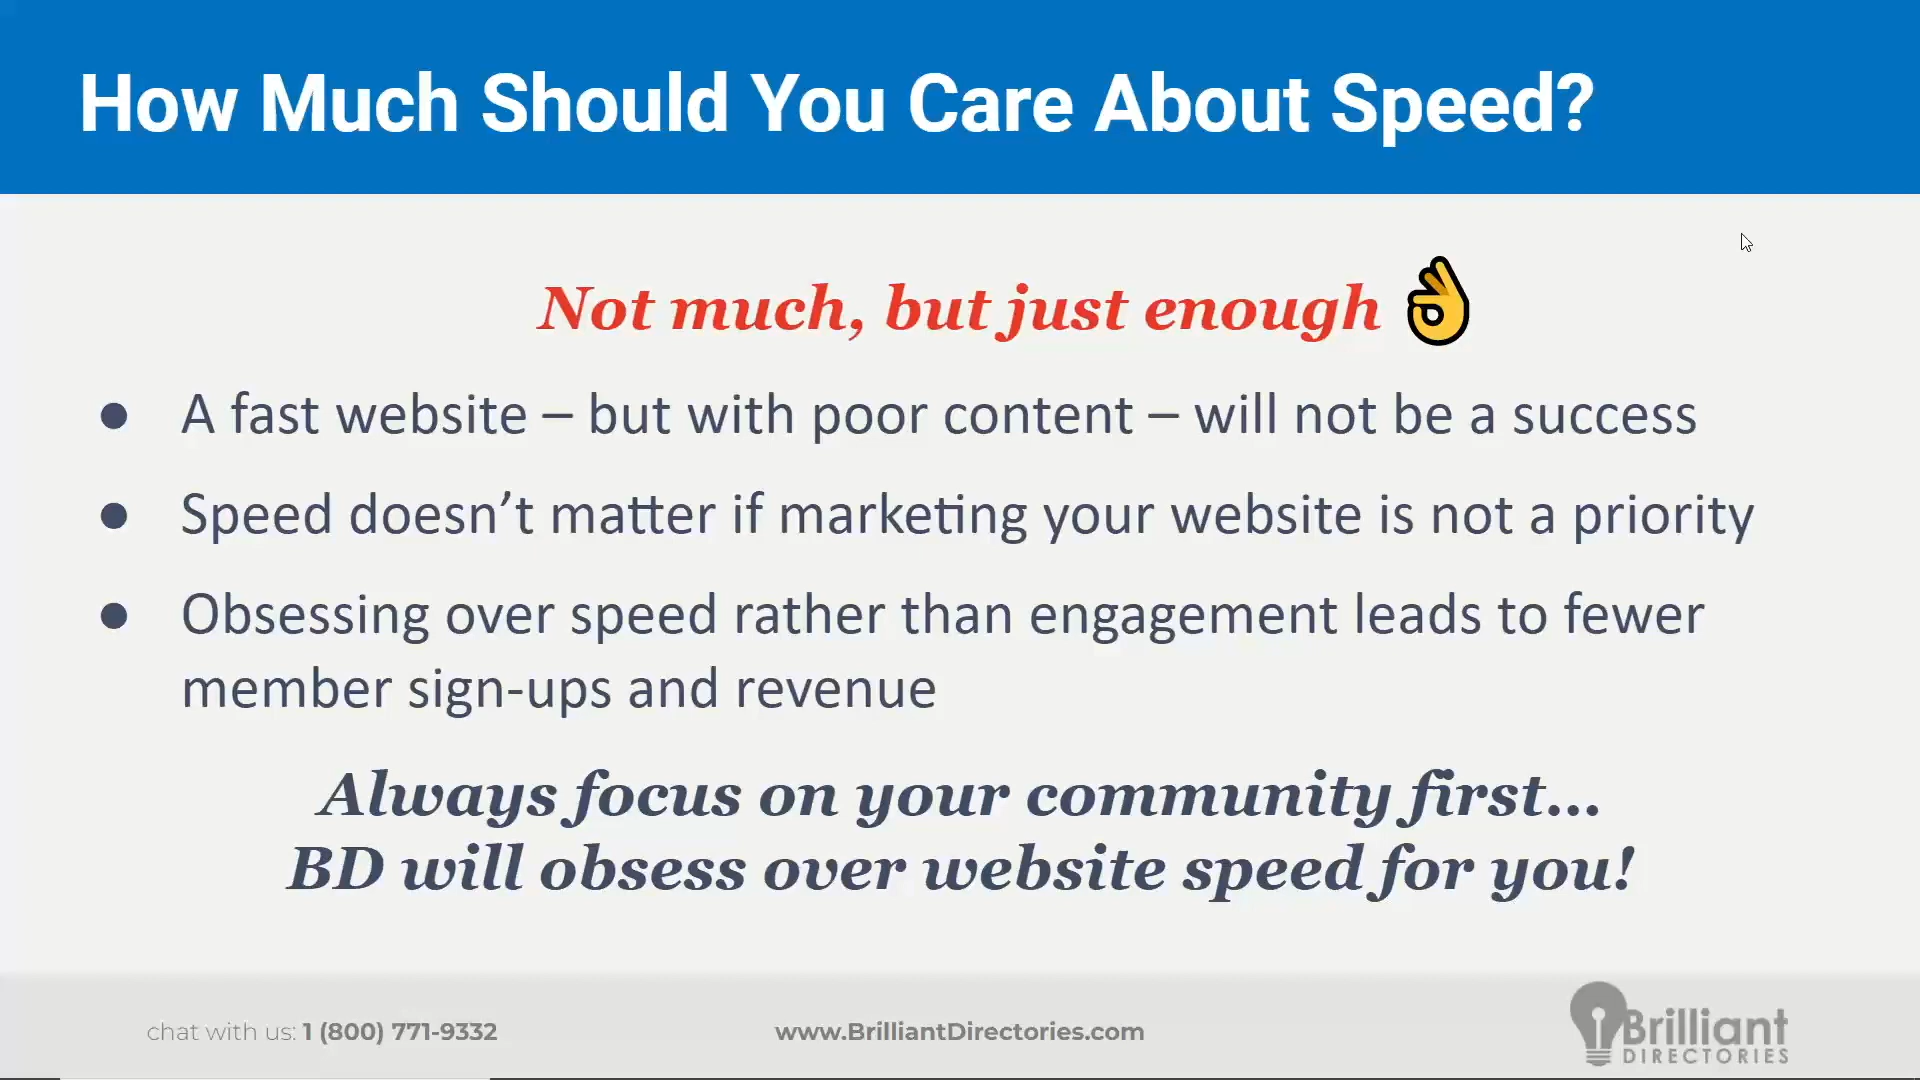 How Much Should You Care About Speed?
Not much, but just enough 👌
● A fast website – but with poor content – will not be a success
● Speed doesn’t matter if marketing your website is not a priority
● Obsessing over speed rather than engagement leads to fewer
member sign-ups and revenue
Always focus on your community first...
BD will obsess over website speed for you!
chat with us: 1 (800) 771-9332
www.BrilliantDirectories.com
Brilliant
DIRECTORIES